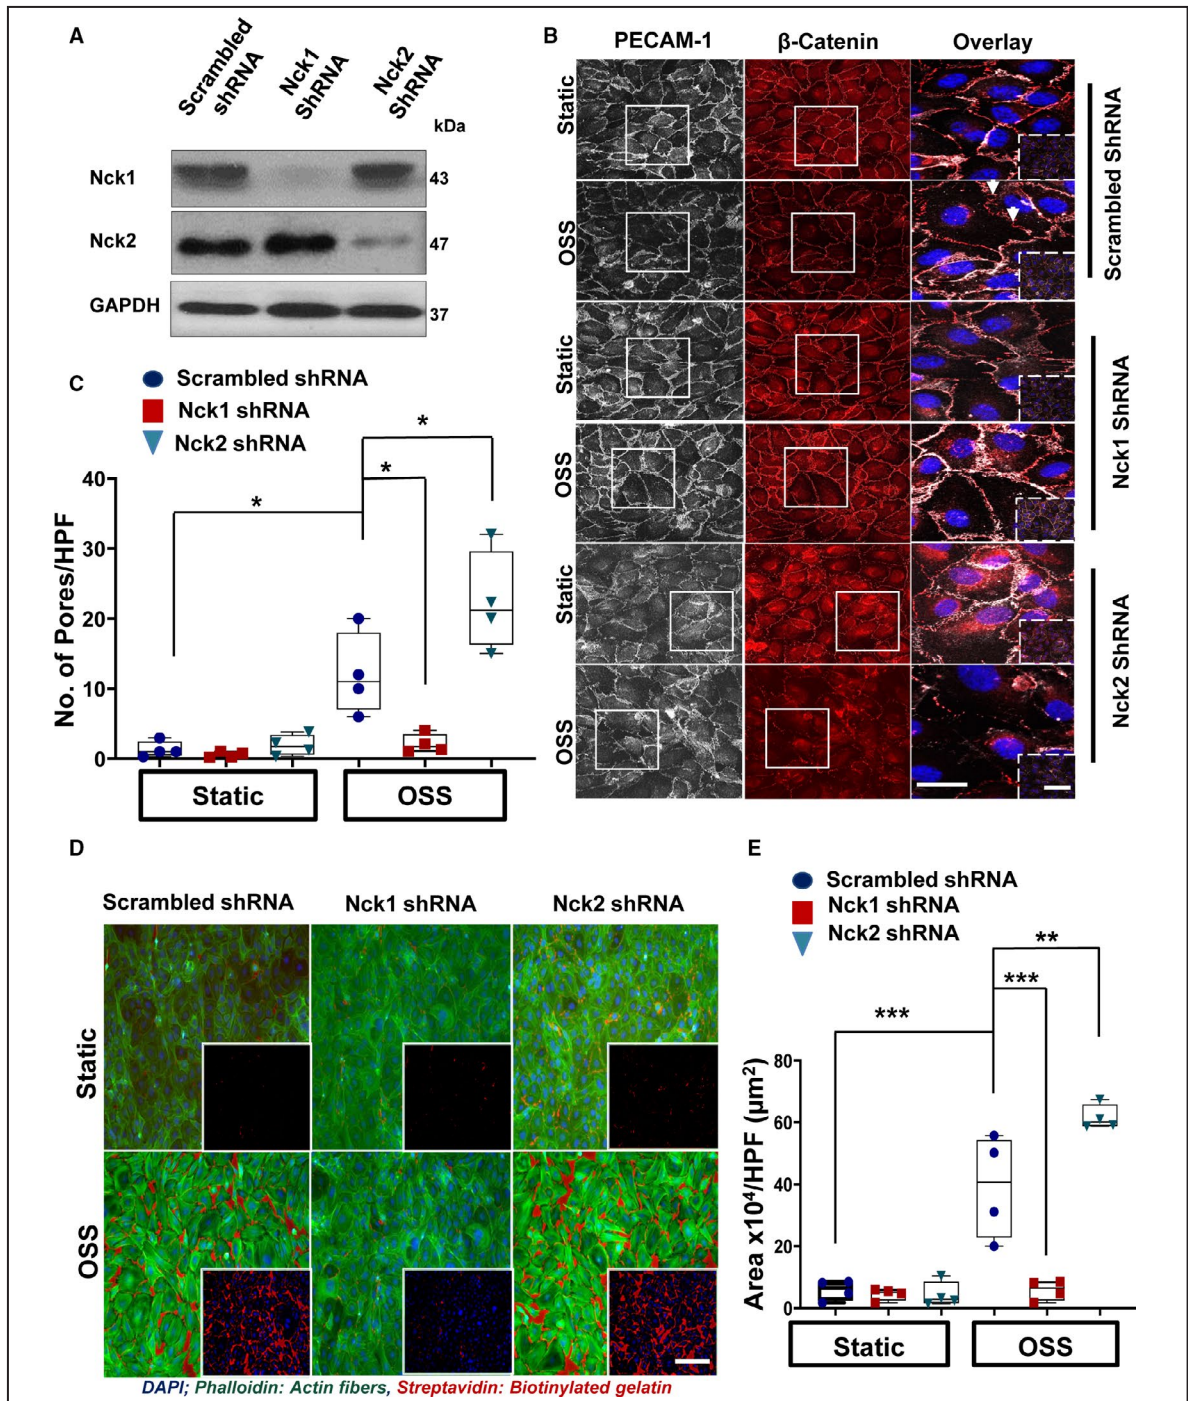 A
Scrambled
shRNA
Nck1
ShRNA
Nck2
ShRNA
kDa
Nck1
43
Nck2
47
GAPDH
37
B
PECAM-1
β-Catenin
Overlay
Static
OSS
Scrambled ShRNA
Static
OSS
Nck1 ShRNA
Static
OSS
Nck2 ShRNA
C
Scrambled shRNA
Nck1 shRNA
Nck2 shRNA
No. of Pores/HPF
40
30
20
10
0
*
*
*
Static
OSS
D
Scrambled shRNA
Nck1 shRNA
Nck2 shRNA
Static
OSS
DAPI; Phalloidin: Actin fibers, Streptavidin: Biotinylated gelatin
E
Scrambled shRNA
Nck1 shRNA
Nck2 shRNA
Area x10⁴/HPF (µm²)
80
60
40
20
0
***
***
**
Static
OSS